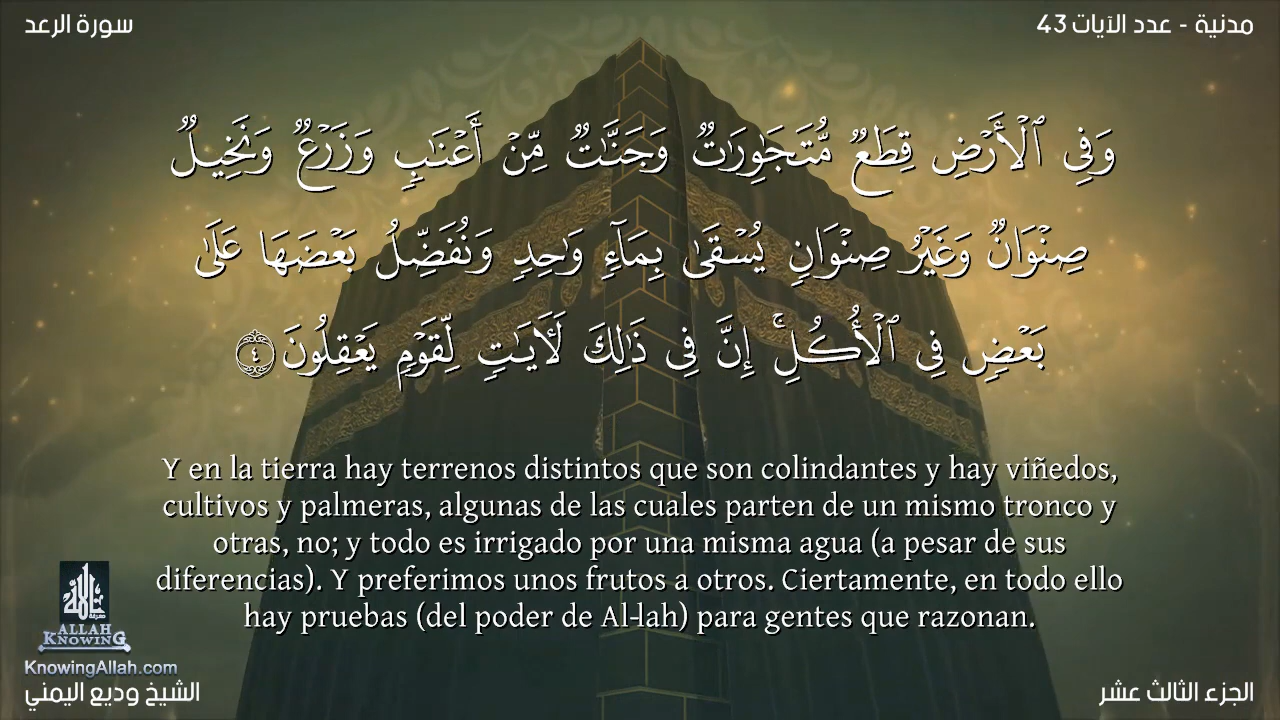 سورة الرعد
مدنية - عدد الآيات 43
وَفِي ٱلْأَرْضِ قِطَعٌ مُّتَجَٰوِرَٰتٌ وَجَنَّٰتٌ مِّنْ أَعْنَٰبٍ وَزَرْعٌ وَنَخِيلٌ
صِنْوَانٌ وَغَيْرُ صِنْوَانٍ يُسْقَىٰ بِمَآءٍ وَٰحِدٍ وَنُفَضِّلُ بَعْضَهَا عَلَىٰ
بَعْضٍ فِي ٱلْأُكُلِ ۚ إِنَّ فِي ذَٰلِكَ لَءَايَٰتٍ لِّقَوْمٍ يَعْقِلُونَ ٤
Y en la tierra hay terrenos distintos que son colindantes y hay viñedos,
cultivos y palmeras, algunas de las cuales parten de un mismo tronco y
otras, no; y todo es irrigado por una misma agua (a pesar de sus
diferencias). Y preferimos unos frutos a otros. Ciertamente, en todo ello
hay pruebas (del poder de Al-lah) para gentes que razonan.
ALLAH
KNOWING
KnowingAllah.com
الشيخ وديع اليمني
الجزء الثالث عشر